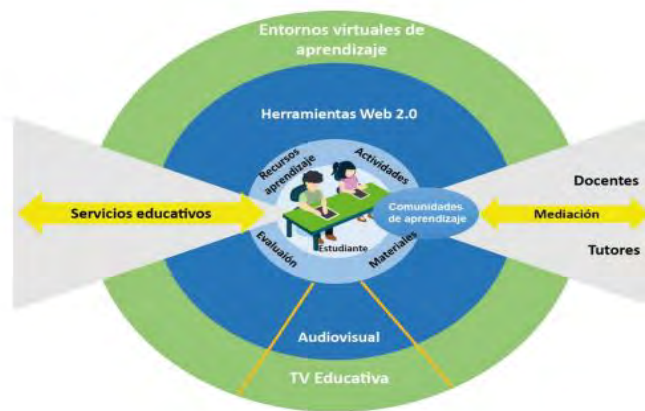 Entornos virtuales de
aprendizaje
Herramientas Web 2.0
Recursos
aprendizaje
Actividades
Docentes
Servicios educativos
Comunidades
de aprendizaje
Mediación
Estudiante
Evaluaión
Materiales
Tutores
Audiovisual
TV Educativa